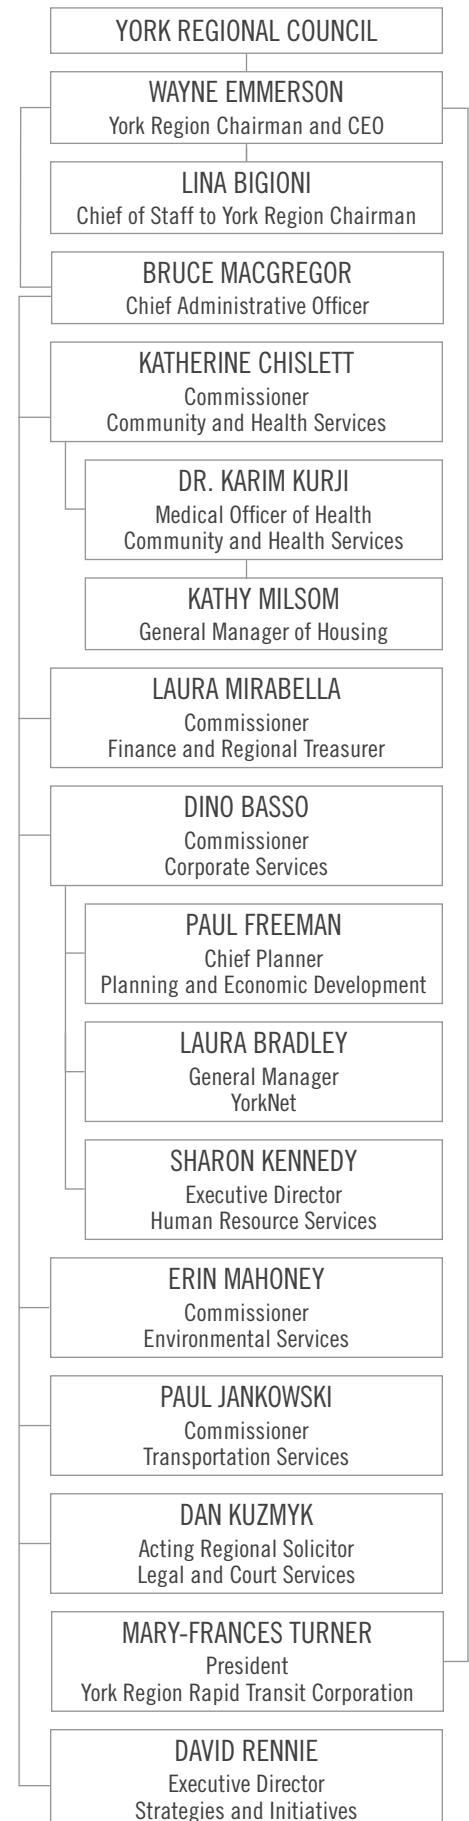 YORK REGIONAL COUNCIL
WAYNE EMMERSON
York Region Chairman and CEO
LINA BIGIONI
Chief of Staff to York Region Chairman
BRUCE MACGREGOR
Chief Administrative Officer
KATHERINE CHISLETT
Commissioner
Community and Health Services
DR. KARIM KURJI
Medical Officer of Health
Community and Health Services
KATHY MILSOM
General Manager of Housing
LAURA MIRABELLA
Commissioner
Finance and Regional Treasurer
DINO BASSO
Commissioner
Corporate Services
PAUL FREEMAN
Chief Planner
Planning and Economic Development
LAURA BRADLEY
General Manager
YorkNet
SHARON KENNEDY
Executive Director
Human Resource Services
ERIN MAHONEY
Commissioner
Environmental Services
PAUL JANKOWSKI
Commissioner
Transportation Services
DAN KUZMYK
Acting Regional Solicitor
Legal and Court Services
MARY-FRANCES TURNER
President
York Region Rapid Transit Corporation
DAVID RENNIE
Executive Director
Strategies and Initiatives